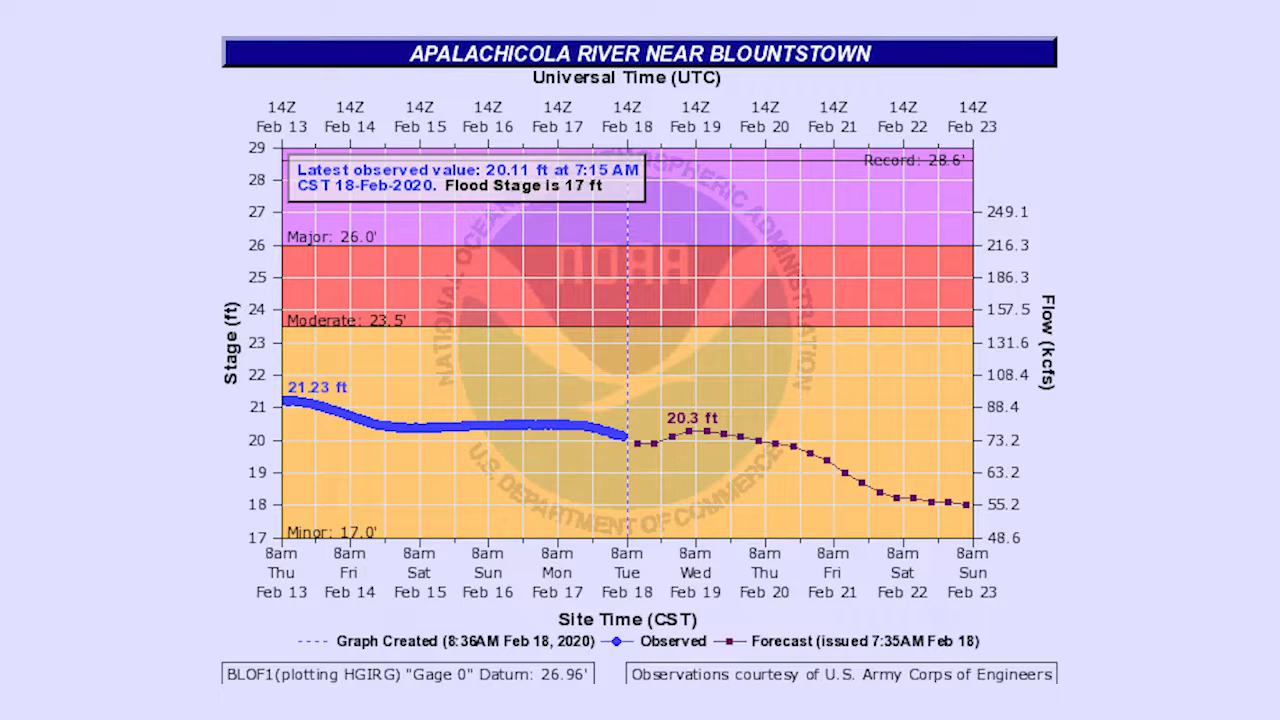 APALACHICOLA RIVER NEAR BLOUNTSTOWN
Universal Time (UTC)
14Z 14Z 14Z 14Z 14Z 14Z 14Z 14Z 14Z 14Z 14Z
Feb 13 Feb 14 Feb 15 Feb 16 Feb 17 Feb 18 Feb 19 Feb 20 Feb 21 Feb 22 Feb 23
Latest observed value: 20.11 ft at 7:15 AM
CST 18-Feb-2020. Flood Stage is 17 ft
Record: 28.6'
Major: 26.0'
Moderate: 23.5'
Minor: 17.0'
21.23 ft
20.3 ft
Stage (ft)
29
28
27
26
25
24
23
22
21
20
19
18
17
Flow (kcfs)
249.1
216.3
186.3
157.5
131.6
108.4
88.4
73.2
63.2
55.2
48.6
NATIONAL OCEANIC ATMOSPHERIC ADMINISTRATION
NOAA
U.S. DEPARTMENT OF COMMERCE
8am 8am 8am 8am 8am 8am 8am 8am 8am 8am 8am
Thu Fri Sat Sun Mon Tue Wed Thu Fri Sat Sun
Feb 13 Feb 14 Feb 15 Feb 16 Feb 17 Feb 18 Feb 19 Feb 20 Feb 21 Feb 22 Feb 23
Site Time (CST)
Graph Created (8:36AM Feb 18, 2020) Observed Forecast (issued 7:35AM Feb 18)
BLOF1(plotting HGIRG) "Gage 0" Datum: 26.96'
Observations courtesy of U.S. Army Corps of Engineers